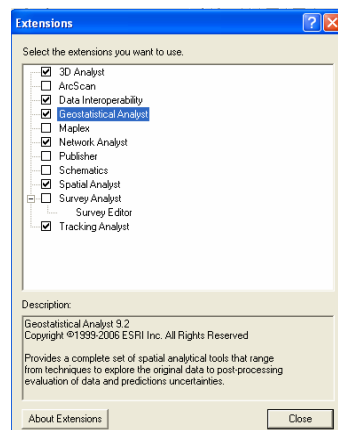 Extensions
Select the extensions you want to use.
3D Analyst
ArcScan
Data Interoperability
Geostatistical Analyst
Maplex
Network Analyst
Publisher
Schematics
Spatial Analyst
Survey Analyst
Survey Editor
Tracking Analyst
Description:
Geostatistical Analyst 9.2
Copyright ©1999-2006 ESRI Inc. All Rights Reserved
Provides a complete set of spatial analytical tools that range
from techniques to explore the original data to post-processing
evaluation of data and predictions uncertainties.
About Extensions
Close